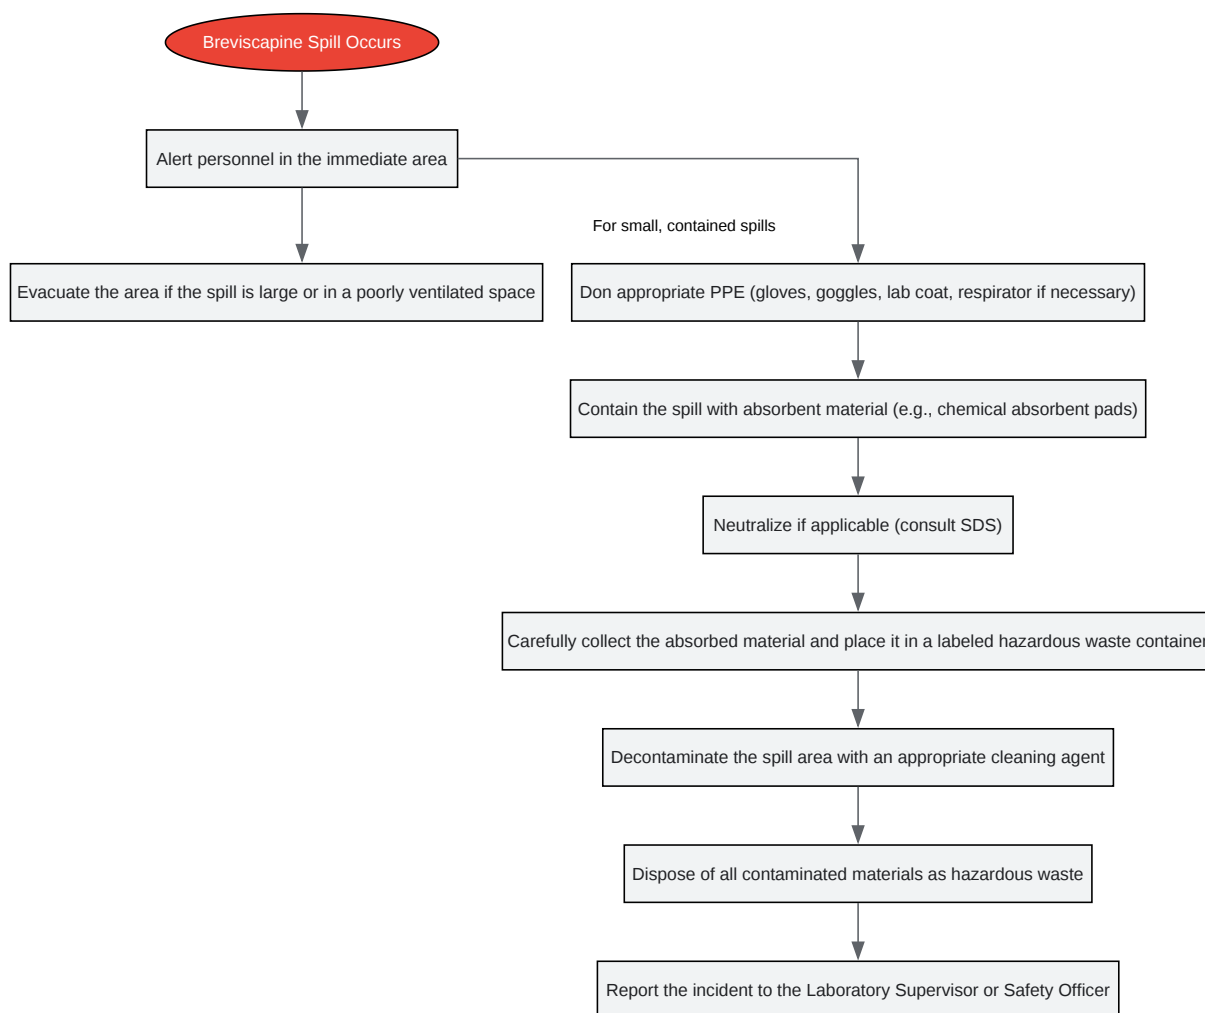 Breviscapine Spill Occurs
Alert personnel in the immediate area
For small, contained spills
Evacuate the area if the spill is large or in a poorly ventilated space
Don appropriate PPE (gloves, goggles, lab coat, respirator if necessary)
Contain the spill with absorbent material (e.g., chemical absorbent pads)
Neutralize if applicable (consult SDS)
Carefully collect the absorbed material and place it in a labeled hazardous waste container
Decontaminate the spill area with an appropriate cleaning agent
Dispose of all contaminated materials as hazardous waste
Report the incident to the Laboratory Supervisor or Safety Officer